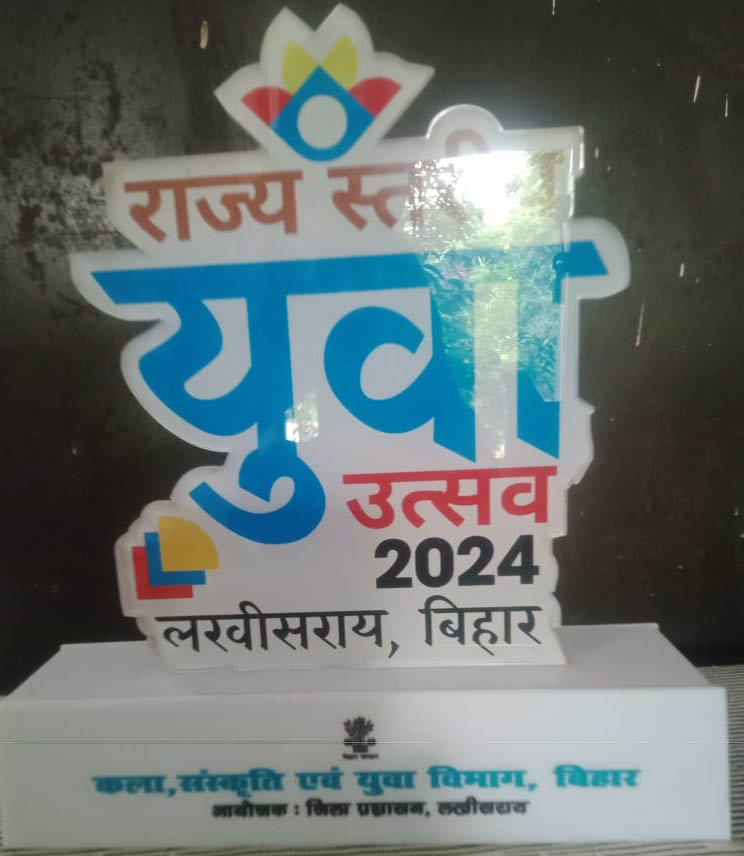 राज्य स्तरीय
युवा
उत्सव
2024
लखीसराय, बिहार
बिहार सरकार
कला, संस्कृति एवं युवा विभाग, बिहार
आयोजक : जिला प्रशासन, लखीसराय